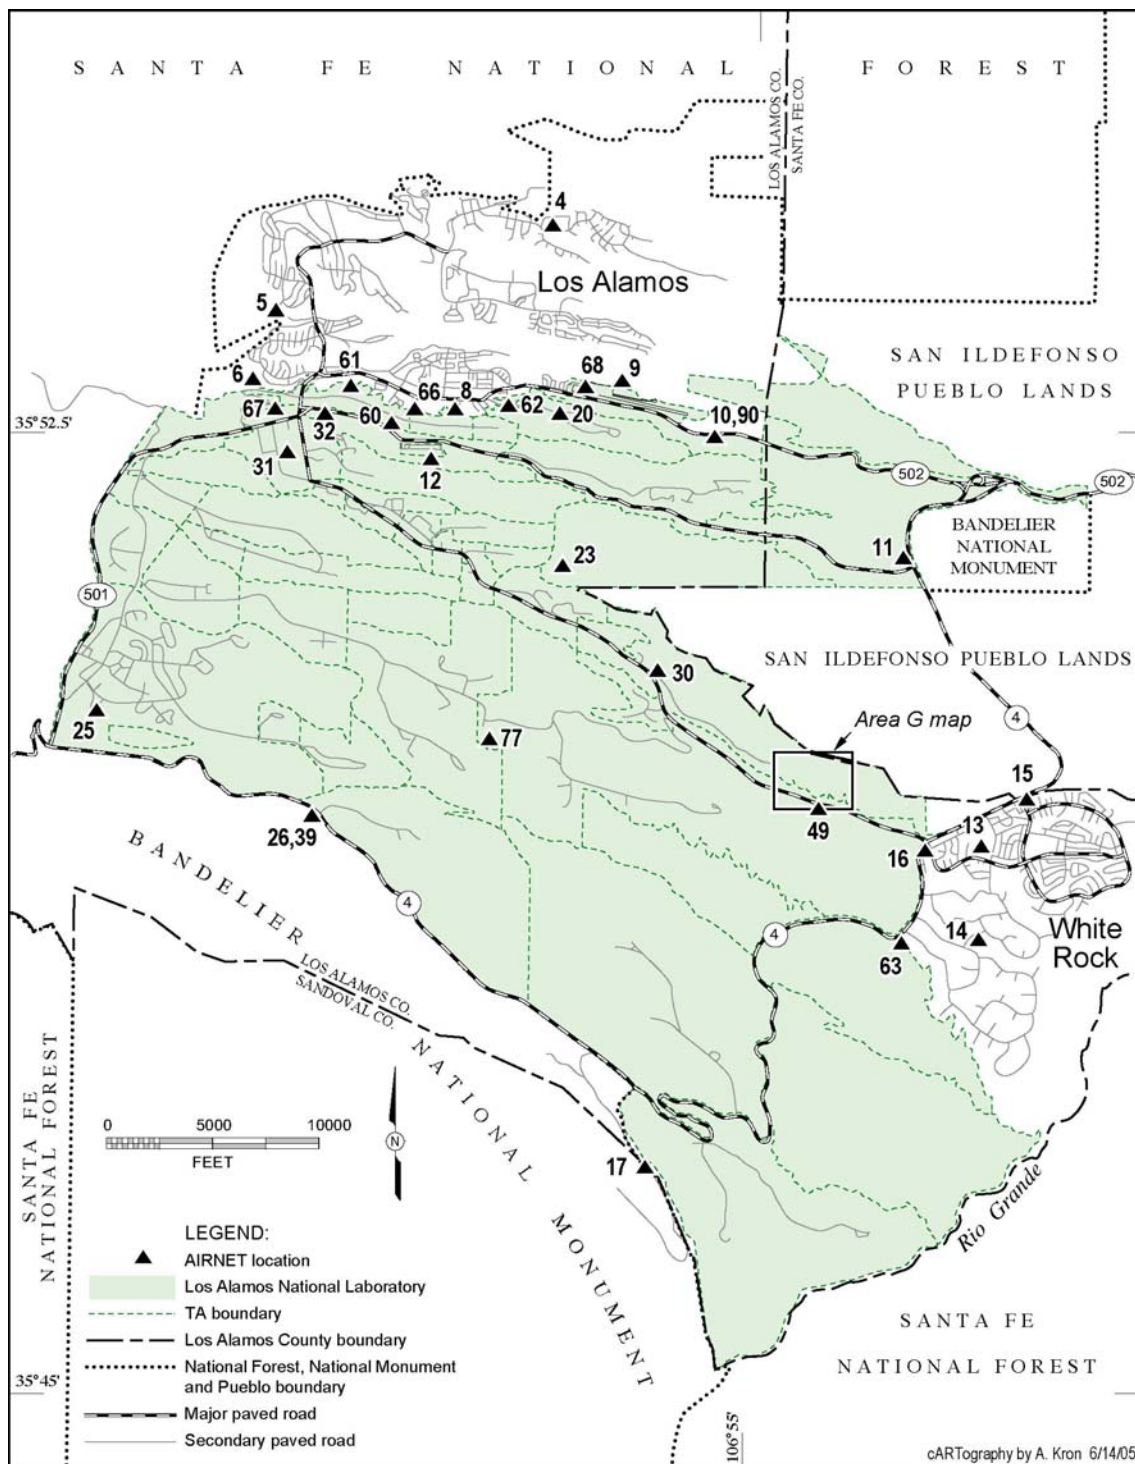 SANTA FE NATIONAL FOREST
LOS ALAMOS CO.
SANTA FE CO.
4
Los Alamos
5
SAN ILDEFONSO
PUEBLO LANDS
61
68
9
6
66
8
67
62
20
10,90
35°52.5'
32
60
31
12
502
502
BANDELIER
NATIONAL
MONUMENT
11
23
501
SAN ILDEFONSO PUEBLO LANDS
30
25
77
Area G map
4
15
26,39
49
13
16
BANDELIER NATIONAL MONUMENT
4
4
14
White
Rock
63
LOS ALAMOS CO.
SANDOVAL CO.
SANTA FE
NATIONAL FOREST
0 5000 10000
FEET
N
17
Rio Grande
LEGEND:
AIRNET location
Los Alamos National Laboratory
TA boundary
Los Alamos County boundary
National Forest, National Monument
and Pueblo boundary
Major paved road
Secondary paved road
SANTA FE
NATIONAL FOREST
35°45'
106°55'
cARTography by A. Kron 6/14/05